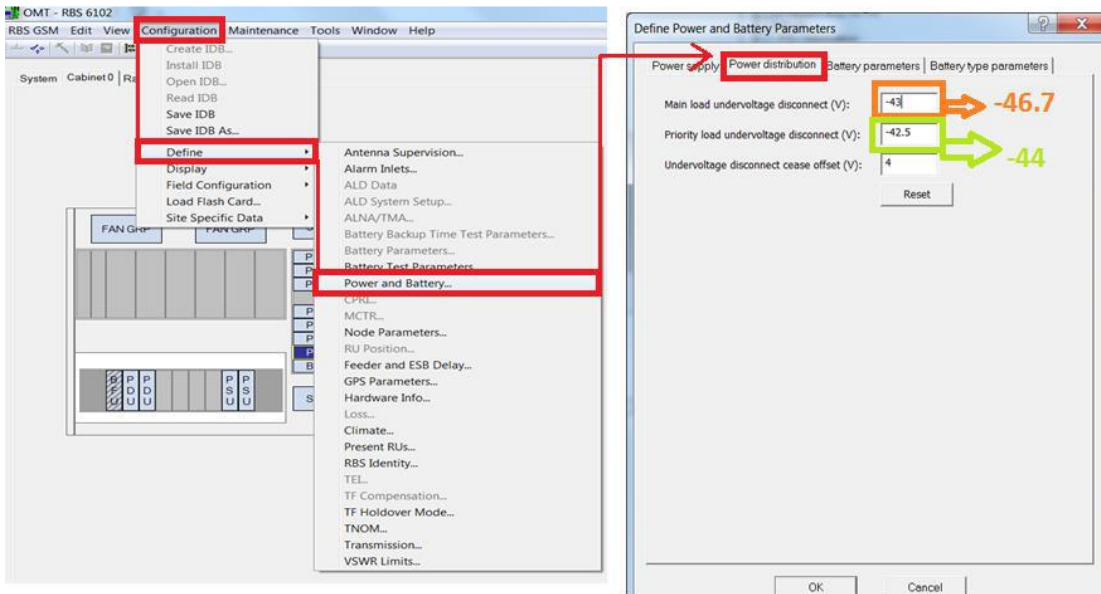 OMT - RBS 6102
RBS GSM Edit View Configuration Maintenance Tools Window Help
System Cabinet 0
Create IDB...
Install IDB
Open IDB...
Read IDB
Save IDB
Save IDB As...
Define
Display
Field Configuration
Load Flash Card...
Site Specific Data
Antenna Supervision...
Alarm Inlets...
ALD Data
ALD System Setup...
ALNA/TMA...
Battery Backup Time Test Parameters...
Battery Parameters...
Battery Test Parameters
Power and Battery...
CPRI...
MCTR...
Node Parameters...
RU Position...
Feeder and ESB Delay...
GPS Parameters...
Hardware Info...
Loss...
Climate...
Present RUs...
RBS Identity...
TEI...
TF Compensation...
TF Holdover Mode...
TNOM...
Transmission...
VSWR Limits...
FAN GRP FAN GRP
P
P
P
P
P
P
P
B
S
BFU PDU PDU PSU PSU
Define Power and Battery Parameters
Power supply Power distribution Battery parameters Battery type parameters
Main load undervoltage disconnect (V): -43 -46.7
Priority load undervoltage disconnect (V): -42.5 -44
Undervoltage disconnect cease offset (V): 4
Reset
OK Cancel